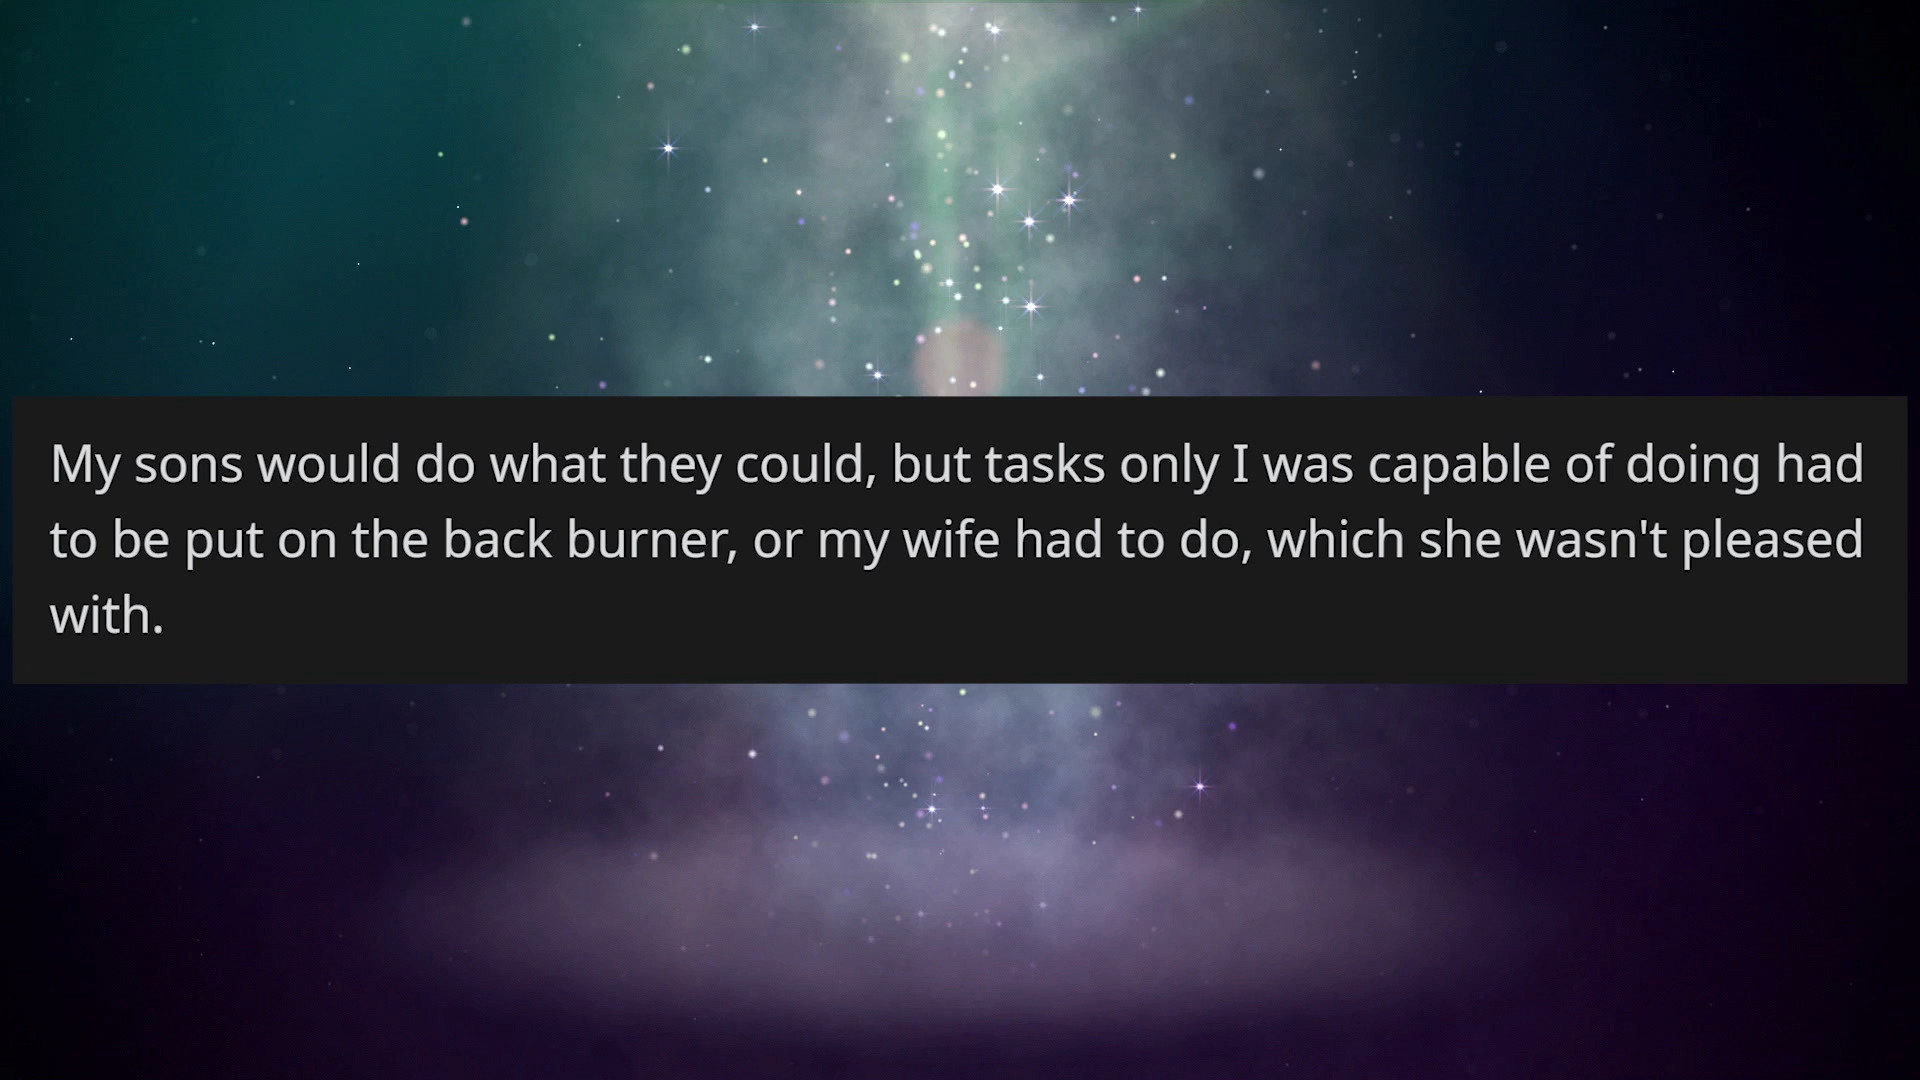 My sons would do what they could, but tasks only I was capable of doing had
to be put on the back burner, or my wife had to do, which she wasn't pleased
with.